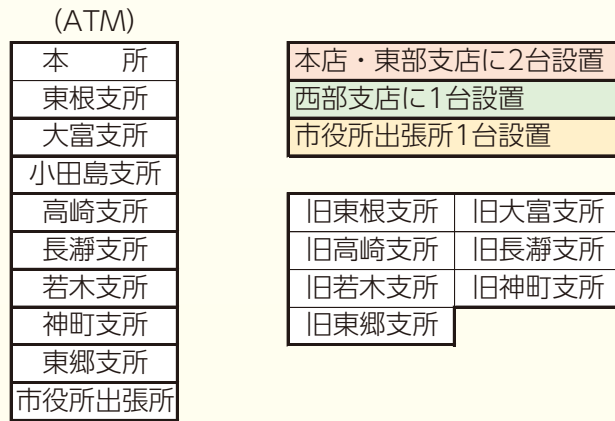 (ATM)
本 所
東根支所
大富支所
小田島支所
高崎支所
長瀞支所
若木支所
神町支所
東郷支所
市役所出張所
本店・東部支店に2台設置
西部支店に1台設置
市役所出張所1台設置
旧東根支所 旧大富支所
旧高崎支所 旧長瀞支所
旧若木支所 旧神町支所
旧東郷支所